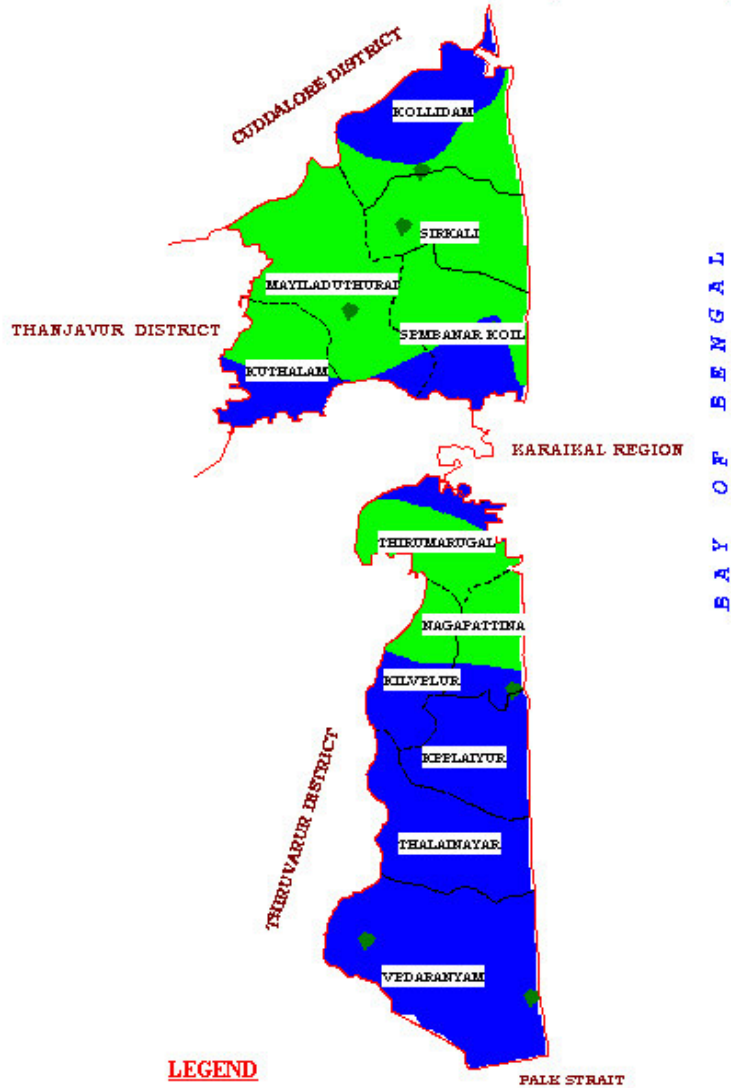 CUDDALORE DISTRICT
KOLLIDAM
SIRKALI
MAYILADUTHURAI
THANJAVUR DISTRICT
SEMBANAR KOIL
KUTHALAM
BAY OF BENGAL
KARAIKAL REGION
THIRUMARUGAL
NAGAPATTINA
KILVELUR
KEELAIYUR
THIRUVARUR DISTRICT
THALAINAYAR
VEDARANYAM
LEGEND
PALK STRAIT